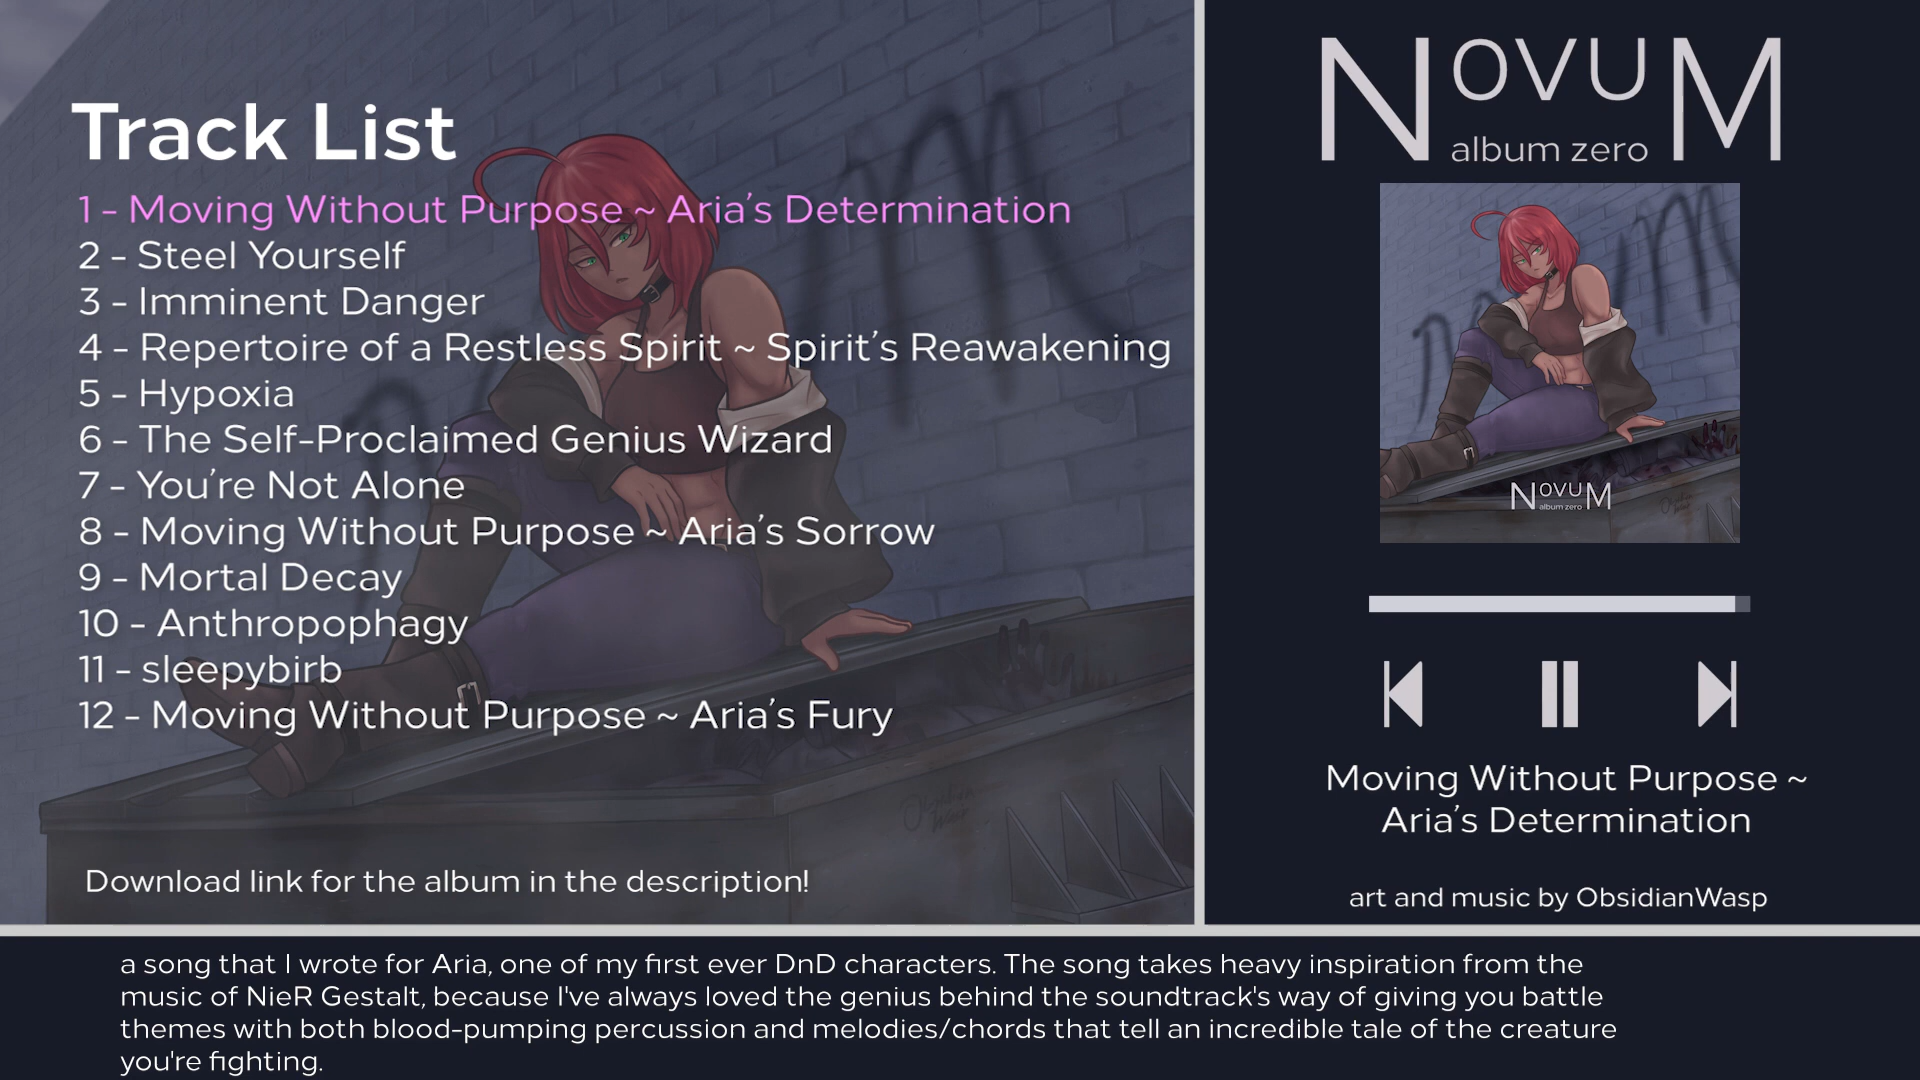 Track List
1 - Moving Without Purpose ~ Aria's Determination
2 - Steel Yourself
3 - Imminent Danger
4 - Repertoire of a Restless Spirit ~ Spirit's Reawakening
5 - Hypoxia
6 - The Self-Proclaimed Genius Wizard
7 - You're Not Alone
8 - Moving Without Purpose ~ Aria's Sorrow
9 - Mortal Decay
10 - Anthropophagy
11 - sleepybirb
12 - Moving Without Purpose ~ Aria's Fury
Download link for the album in the description!
NOVUM
album zero
NOVUM
album zero
Moving Without Purpose ~
Aria's Determination
art and music by ObsidianWasp
a song that I wrote for Aria, one of my first ever DnD characters. The song takes heavy inspiration from the
music of NieR Gestalt, because I've always loved the genius behind the soundtrack's way of giving you battle
themes with both blood-pumping percussion and melodies/chords that tell an incredible tale of the creature
you're fighting.